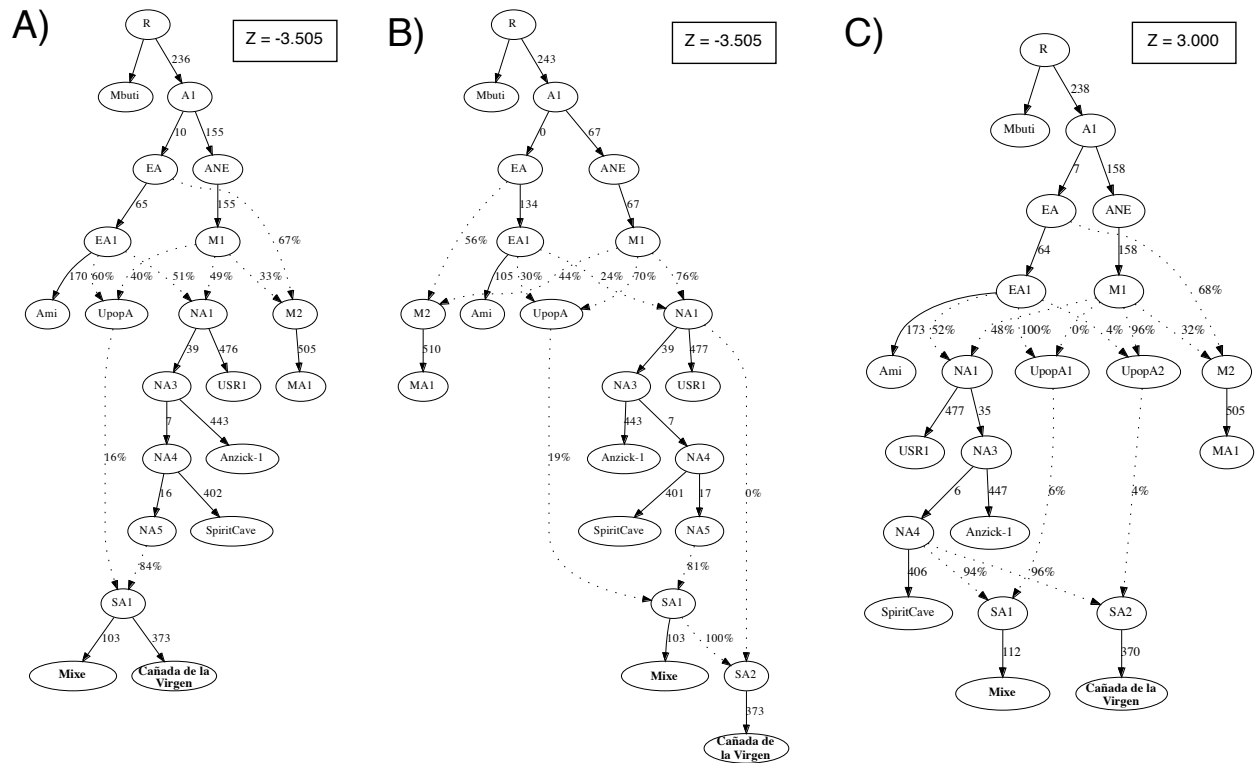 A)
Z = -3.505
R
236
Mbuti
A1
10
155
EA
ANE
65
155
67%
EA1
M1
170
60%
40%
51%
49%
33%
Ami
UpopA
NA1
M2
39
476
505
NA3
USR1
MA1
7
443
16%
NA4
Anzick-1
16
402
NA5
SpiritCave
84%
SA1
103
373
Mixe
Cañada de la
Virgen
B)
Z = -3.505
R
243
Mbuti
A1
0
67
EA
ANE
134
67
56%
EA1
M1
105
30%
44%
24%
70%
76%
M2
Ami
UpopA
NA1
510
39
477
MA1
NA3
USR1
443
7
19%
Anzick-1
NA4
0%
401
17
SpiritCave
NA5
81%
SA1
103
100%
Mixe
SA2
373
Cañada de
la Virgen
C)
Z = 3.000
R
238
Mbuti
A1
7
158
EA
ANE
64
158
EA1
M1
68%
173
52%
48%
100%
0%
4%
96%
32%
Ami
NA1
UpopA1
UpopA2
M2
477
35
505
USR1
NA3
MA1
6
447
6%
4%
NA4
Anzick-1
406
94%
96%
SpiritCave
SA1
SA2
112
370
Mixe
Cañada de la
Virgen